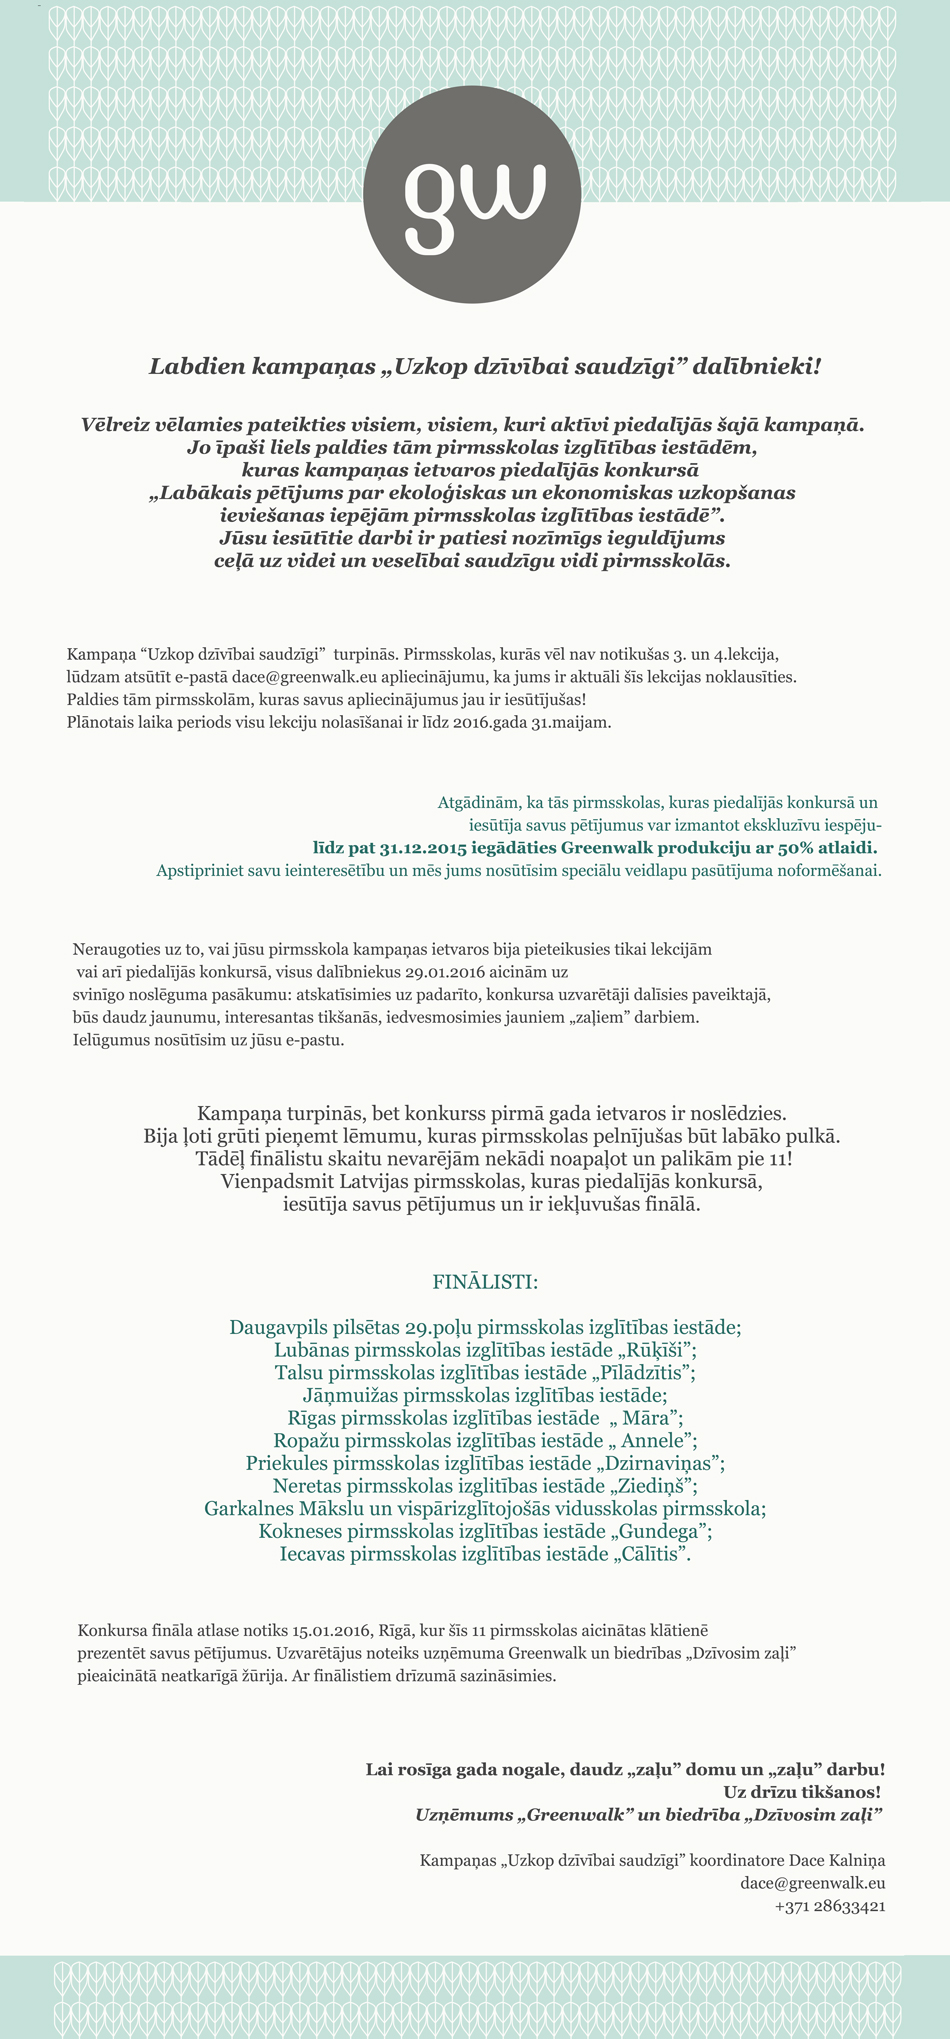 gw
Labdien kampaņas „Uzkop dzīvībai saudzīgi” dalībnieki!
Vēlreiz vēlamies pateikties visiem, visiem, kuri aktīvi piedalījās šajā kampaņā.
Jo īpaši liels paldies tām pirmsskolas izglītības iestādēm,
kuras kampaņas ietvaros piedalījās konkursā
„Labākais pētījums par ekoloģiskas un ekonomiskas uzkopšanas
ieviešanas iepējām pirmsskolas izglītības iestādē”.
Jūsu iesūtītie darbi ir patiesi nozīmīgs ieguldījums
ceļā uz videi un veselībai saudzīgu vidi pirmsskolās.
Kampaņa “Uzkop dzīvībai saudzīgi” turpinās. Pirmsskolas, kurās vēl nav notikušas 3. un 4.lekcija,
lūdzam atsūtīt e-pastā dace@greenwalk.eu apliecinājumu, ka jums ir aktuāli šīs lekcijas noklausīties.
Paldies tām pirmsskolām, kuras savus apliecinājumus jau ir iesūtījušas!
Plānotais laika periods visu lekciju nolasīšanai ir līdz 2016.gada 31.maijam.
Atgādinām, ka tās pirmsskolas, kuras piedalījās konkursā un
iesūtīja savus pētījumus var izmantot ekskluzīvu iespēju-
līdz pat 31.12.2015 iegādāties Greenwalk produkciju ar 50% atlaidi.
Apstipriniet savu ieinteresētību un mēs jums nosūtīsim speciālu veidlapu pasūtījuma noformēšanai.
Neraugoties uz to, vai jūsu pirmsskola kampaņas ietvaros bija pieteikusies tikai lekcijām
vai arī piedalījās konkursā, visus dalībniekus 29.01.2016 aicinām uz
svinīgo noslēguma pasākumu: atskatīsimies uz padarīto, konkursa uzvarētāji dalīsies paveiktajā,
būs daudz jaunumu, interesantas tikšanās, iedvesmosimies jauniem „zaļiem” darbiem.
Ielūgumus nosūtīsim uz jūsu e-pastu.
Kampaņa turpinās, bet konkurss pirmā gada ietvaros ir noslēdzies.
Bija ļoti grūti pieņemt lēmumu, kuras pirmsskolas pelnījušas būt labāko pulkā.
Tādēļ finālistu skaitu nevarējām nekādi noapaļot un palikām pie 11!
Vienpadsmit Latvijas pirmsskolas, kuras piedalījās konkursā,
iesūtīja savus pētījumus un ir iekļuvušas finālā.
FINĀLISTI:
Daugavpils pilsētas 29.poļu pirmsskolas izglītības iestāde;
Lubānas pirmsskolas izglītības iestāde „Rūķīši”;
Talsu pirmsskolas izglītības iestāde „Pīlādzītis”;
Jāņmuižas pirmsskolas izglītības iestāde;
Rīgas pirmsskolas izglītības iestāde „ Māra”;
Ropažu pirmsskolas izglītības iestāde „ Annele”;
Priekules pirmsskolas izglītības iestāde „Dzirnaviņas”;
Neretas pirmsskolas izglitības iestāde „Ziediņš”;
Garkalnes Mākslu un vispārizglītojošās vidusskolas pirmsskola;
Kokneses pirmsskolas izglītības iestāde „Gundega”;
Iecavas pirmsskolas izglītības iestāde „Cālītis”.
Konkursa fināla atlase notiks 15.01.2016, Rīgā, kur šīs 11 pirmsskolas aicinātas klātienē
prezentēt savus pētījumus. Uzvarētājus noteiks uzņēmuma Greenwalk un biedrības „Dzīvosim zaļi”
pieaicinātā neatkarīgā žūrija. Ar finālistiem drīzumā sazināsimies.
Lai rosīga gada nogale, daudz „zaļu” domu un „zaļu” darbu!
Uz drīzu tikšanos!
Uzņēmums „Greenwalk” un biedrība „Dzīvosim zaļi”
Kampaņas „Uzkop dzīvībai saudzīgi” koordinatore Dace Kalniņa
dace@greenwalk.eu
+371 28633421